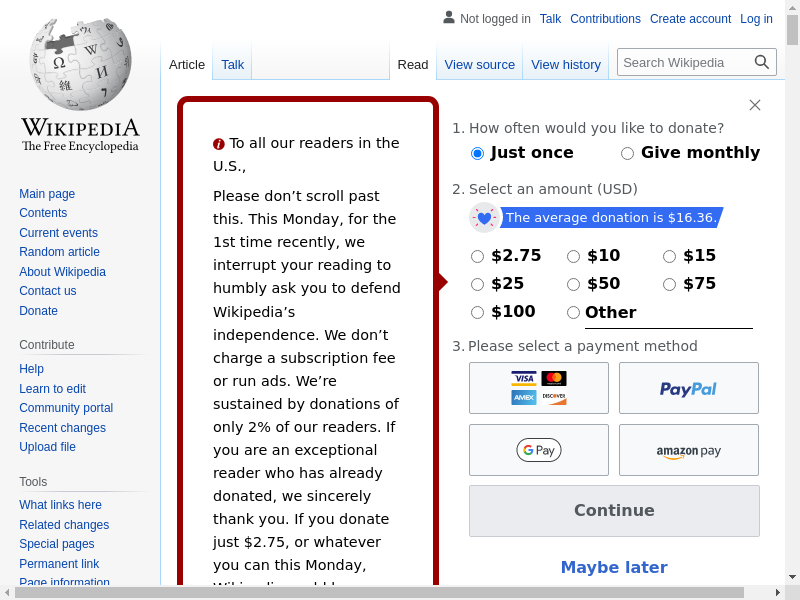 Not logged in Talk Contributions Create account Log in
Article Talk Read View source View history Search Wikipedia
Ω W И 維
WIKIPEDIA
The Free Encyclopedia
Main page
Contents
Current events
Random article
About Wikipedia
Contact us
Donate
Contribute
Help
Learn to edit
Community portal
Recent changes
Upload file
Tools
What links here
Related changes
Special pages
Permanent link
Page information
To all our readers in the
U.S.,
Please don’t scroll past
this. This Monday, for the
1st time recently, we
interrupt your reading to
humbly ask you to defend
Wikipedia’s
independence. We don’t
charge a subscription fee
or run ads. We’re
sustained by donations of
only 2% of our readers. If
you are an exceptional
reader who has already
donated, we sincerely
thank you. If you donate
just $2.75, or whatever
you can this Monday,
1. How often would you like to donate?
Just once Give monthly
2. Select an amount (USD)
The average donation is $16.36.
$2.75 $10 $15
$25 $50 $75
$100 Other
3. Please select a payment method
VISA mastercard
AMEX DISCOVER
PayPal
G Pay
amazon pay
Continue
Maybe later